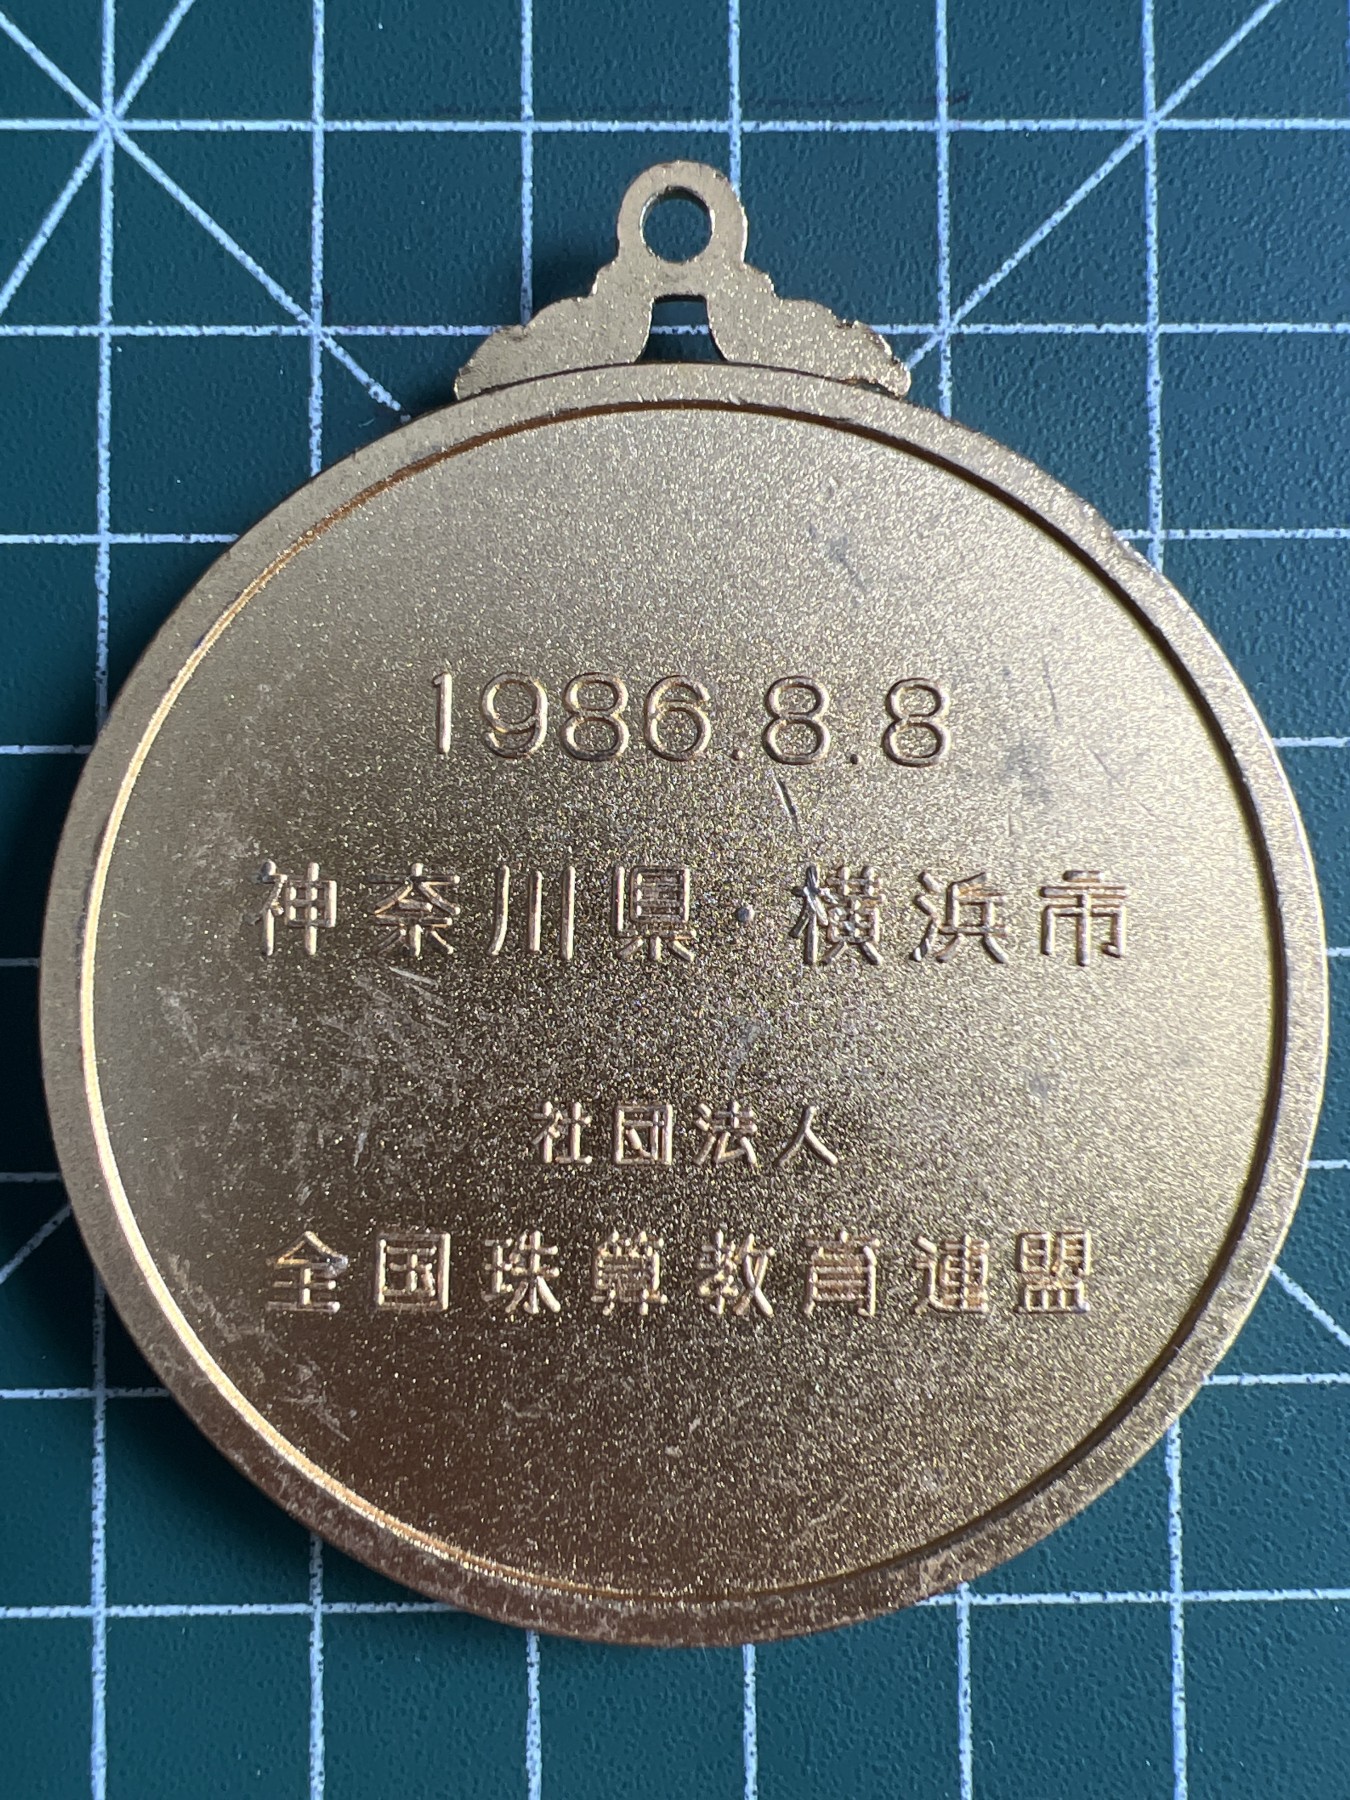 1986.8.8
神奈川県・横浜市
社団法人
全国珠算教育連盟